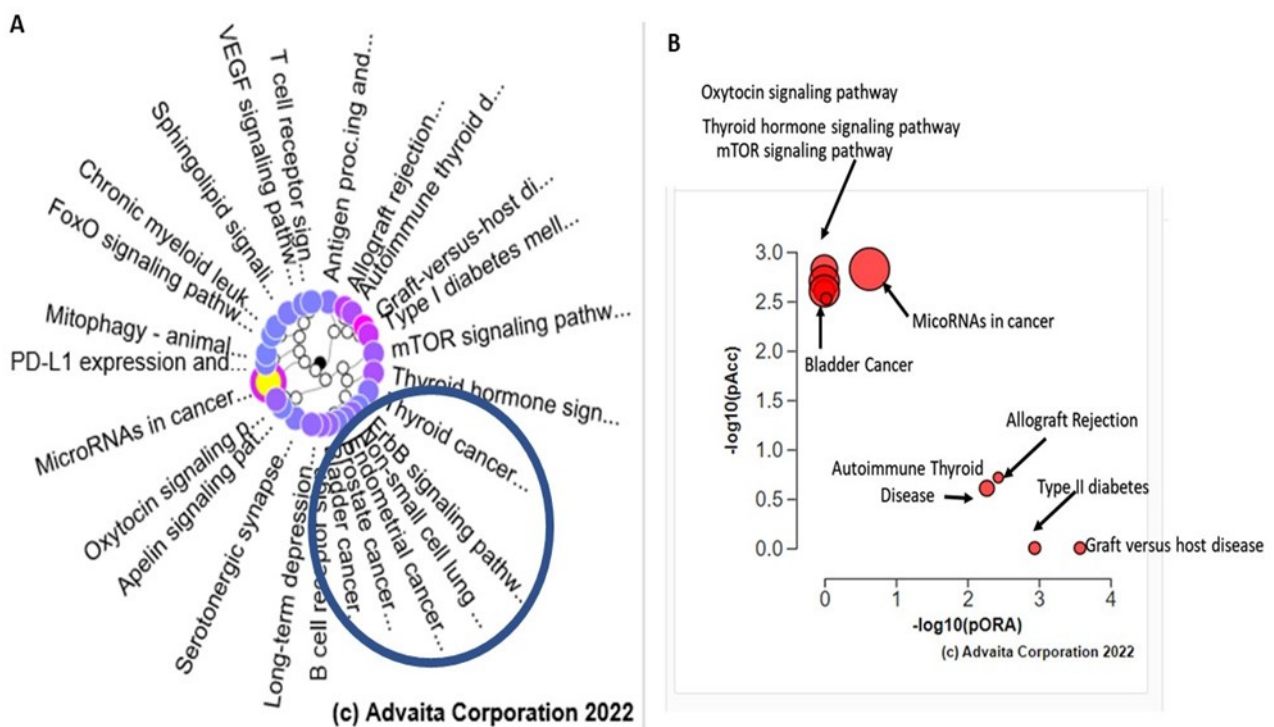 A
VEGF signaling pathw...
T cell receptor sign...
Antigen proc.ing and...
Allograft rejection...
Autoimmune thyroid d...
Graft-versus-host di...
Type I diabetes mell...
mTOR signaling pathw...
Thyroid hormone sign...
Thyroid cancer...
ErbB signaling pathw...
Non-small cell lung ...
Endometrial cancer...
Prostate cancer...
Bladder cancer...
B cell receptor sig
Long-term depression...
Serotonergic synapse...
Apelin signaling pat...
Oxytocin signaling p...
MicroRNAs in cancer...
PD-L1 expression and...
Mitophagy - animal...
FoxO signaling pathw...
Chronic myeloid leuk...
Sphingolipid signali...
(c) Advaita Corporation 2022
B
Oxytocin signaling pathway
Thyroid hormone signaling pathway
mTOR signaling pathway
3.0
2.5
2.0
1.5
1.0
0.5
0.0
-log10(pAcc)
MicoRNAs in cancer
Bladder Cancer
Allograft Rejection
Autoimmune Thyroid
Disease
Type II diabetes
Graft versus host disease
0 1 2 3 4
-log10(pORA)
(c) Advaita Corporation 2022